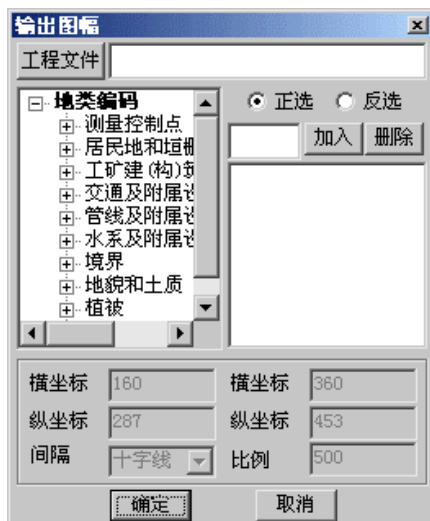 输出图幅
工程文件
地类编码
测量控制点
居民地和垣栅
工矿建(构)筑
交通及附属设
管线及附属设
水系及附属设
境界
地貌和土质
植被
正选 反选
加入 删除
横坐标 160 横坐标 360
纵坐标 287 纵坐标 453
间隔 十字线 比例 500
确定 取消